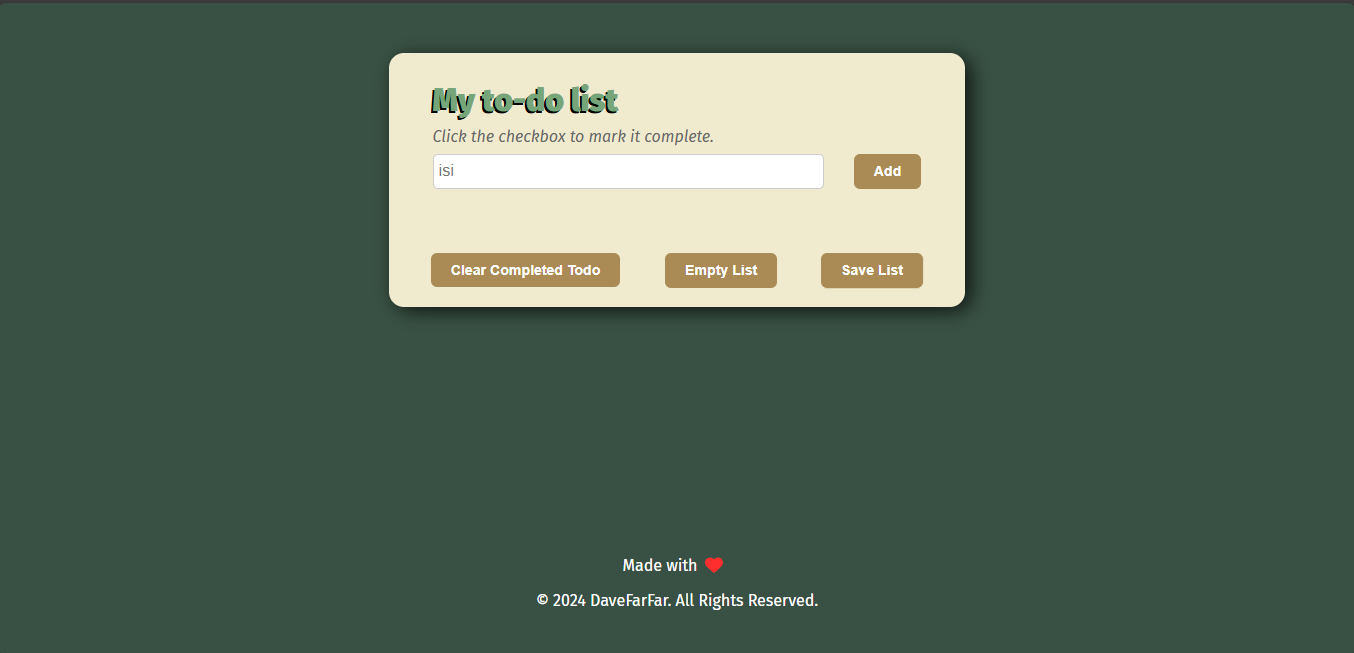 My to-do list
Click the checkbox to mark it complete.
isi
Add
Clear Completed Todo
Empty List
Save List
Made with
© 2024 DaveFarFar. All Rights Reserved.